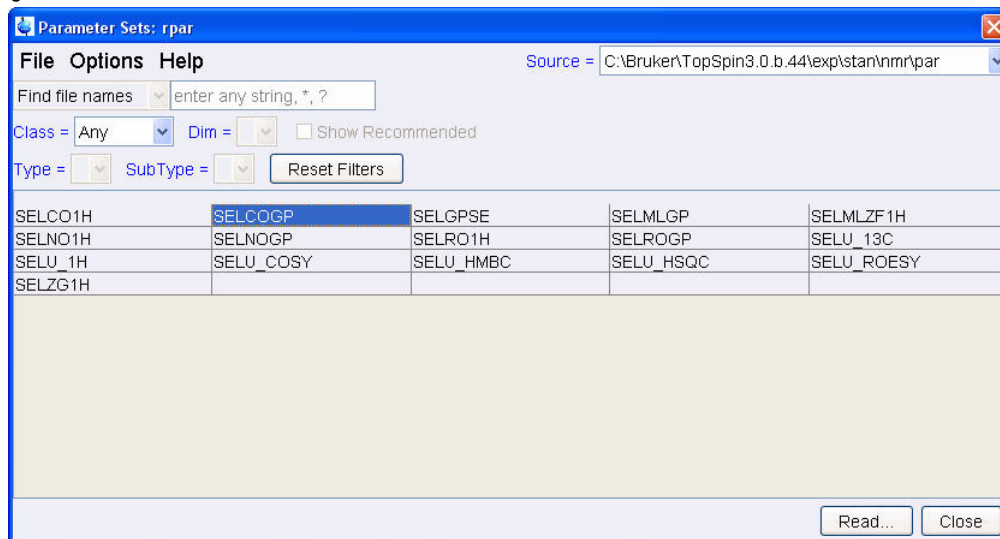 Parameter Sets: rpar
File Options Help Source = C:\Bruker\TopSpin3.0.b.44\exp\stan\nmr\par
Find file names enter any string, *, ?
Class = Any Dim = Show Recommended
Type = SubType = Reset Filters
SELCO1H SELCOGP SELGPSE SELMLGP SELMLZF1H
SELNO1H SELNOGP SELRO1H SELROGP SELU_13C
SELU_1H SELU_COSY SELU_HMBC SELU_HSQC SELU_ROESY
SELZG1H
Read... Close